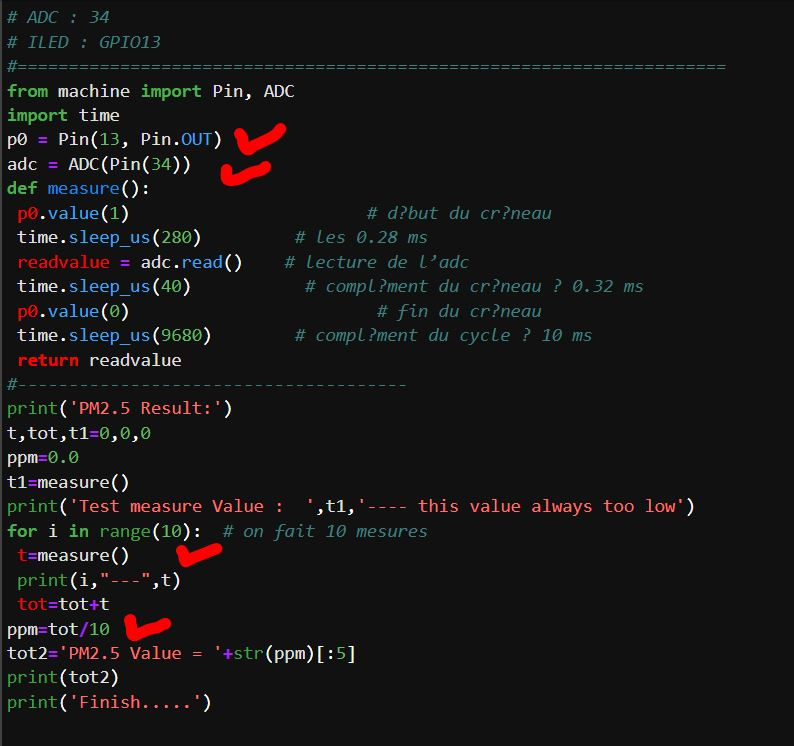 # ADC : 34
# ILED : GPIO13
#=====================================================================
from machine import Pin, ADC
import time
p0 = Pin(13, Pin.OUT)
adc = ADC(Pin(34))
def measure():
 p0.value(1)                       # d?but du cr?neau
 time.sleep_us(280)         # les 0.28 ms
 readvalue = adc.read()    # lecture de l’adc
 time.sleep_us(40)           # compl?ment du cr?neau ? 0.32 ms
 p0.value(0)                        # fin du cr?neau
 time.sleep_us(9680)        # compl?ment du cycle ? 10 ms
 return readvalue
#--------------------------------------
print('PM2.5 Result:')
t,tot,t1=0,0,0
ppm=0.0
t1=measure()
print('Test measure Value :  ',t1,'---- this value always too low')
for i in range(10):  # on fait 10 mesures
 t=measure()
 print(i,"---",t)
 tot=tot+t
ppm=tot/10
tot2='PM2.5 Value = '+str(ppm)[:5]
print(tot2)
print('Finish.....')